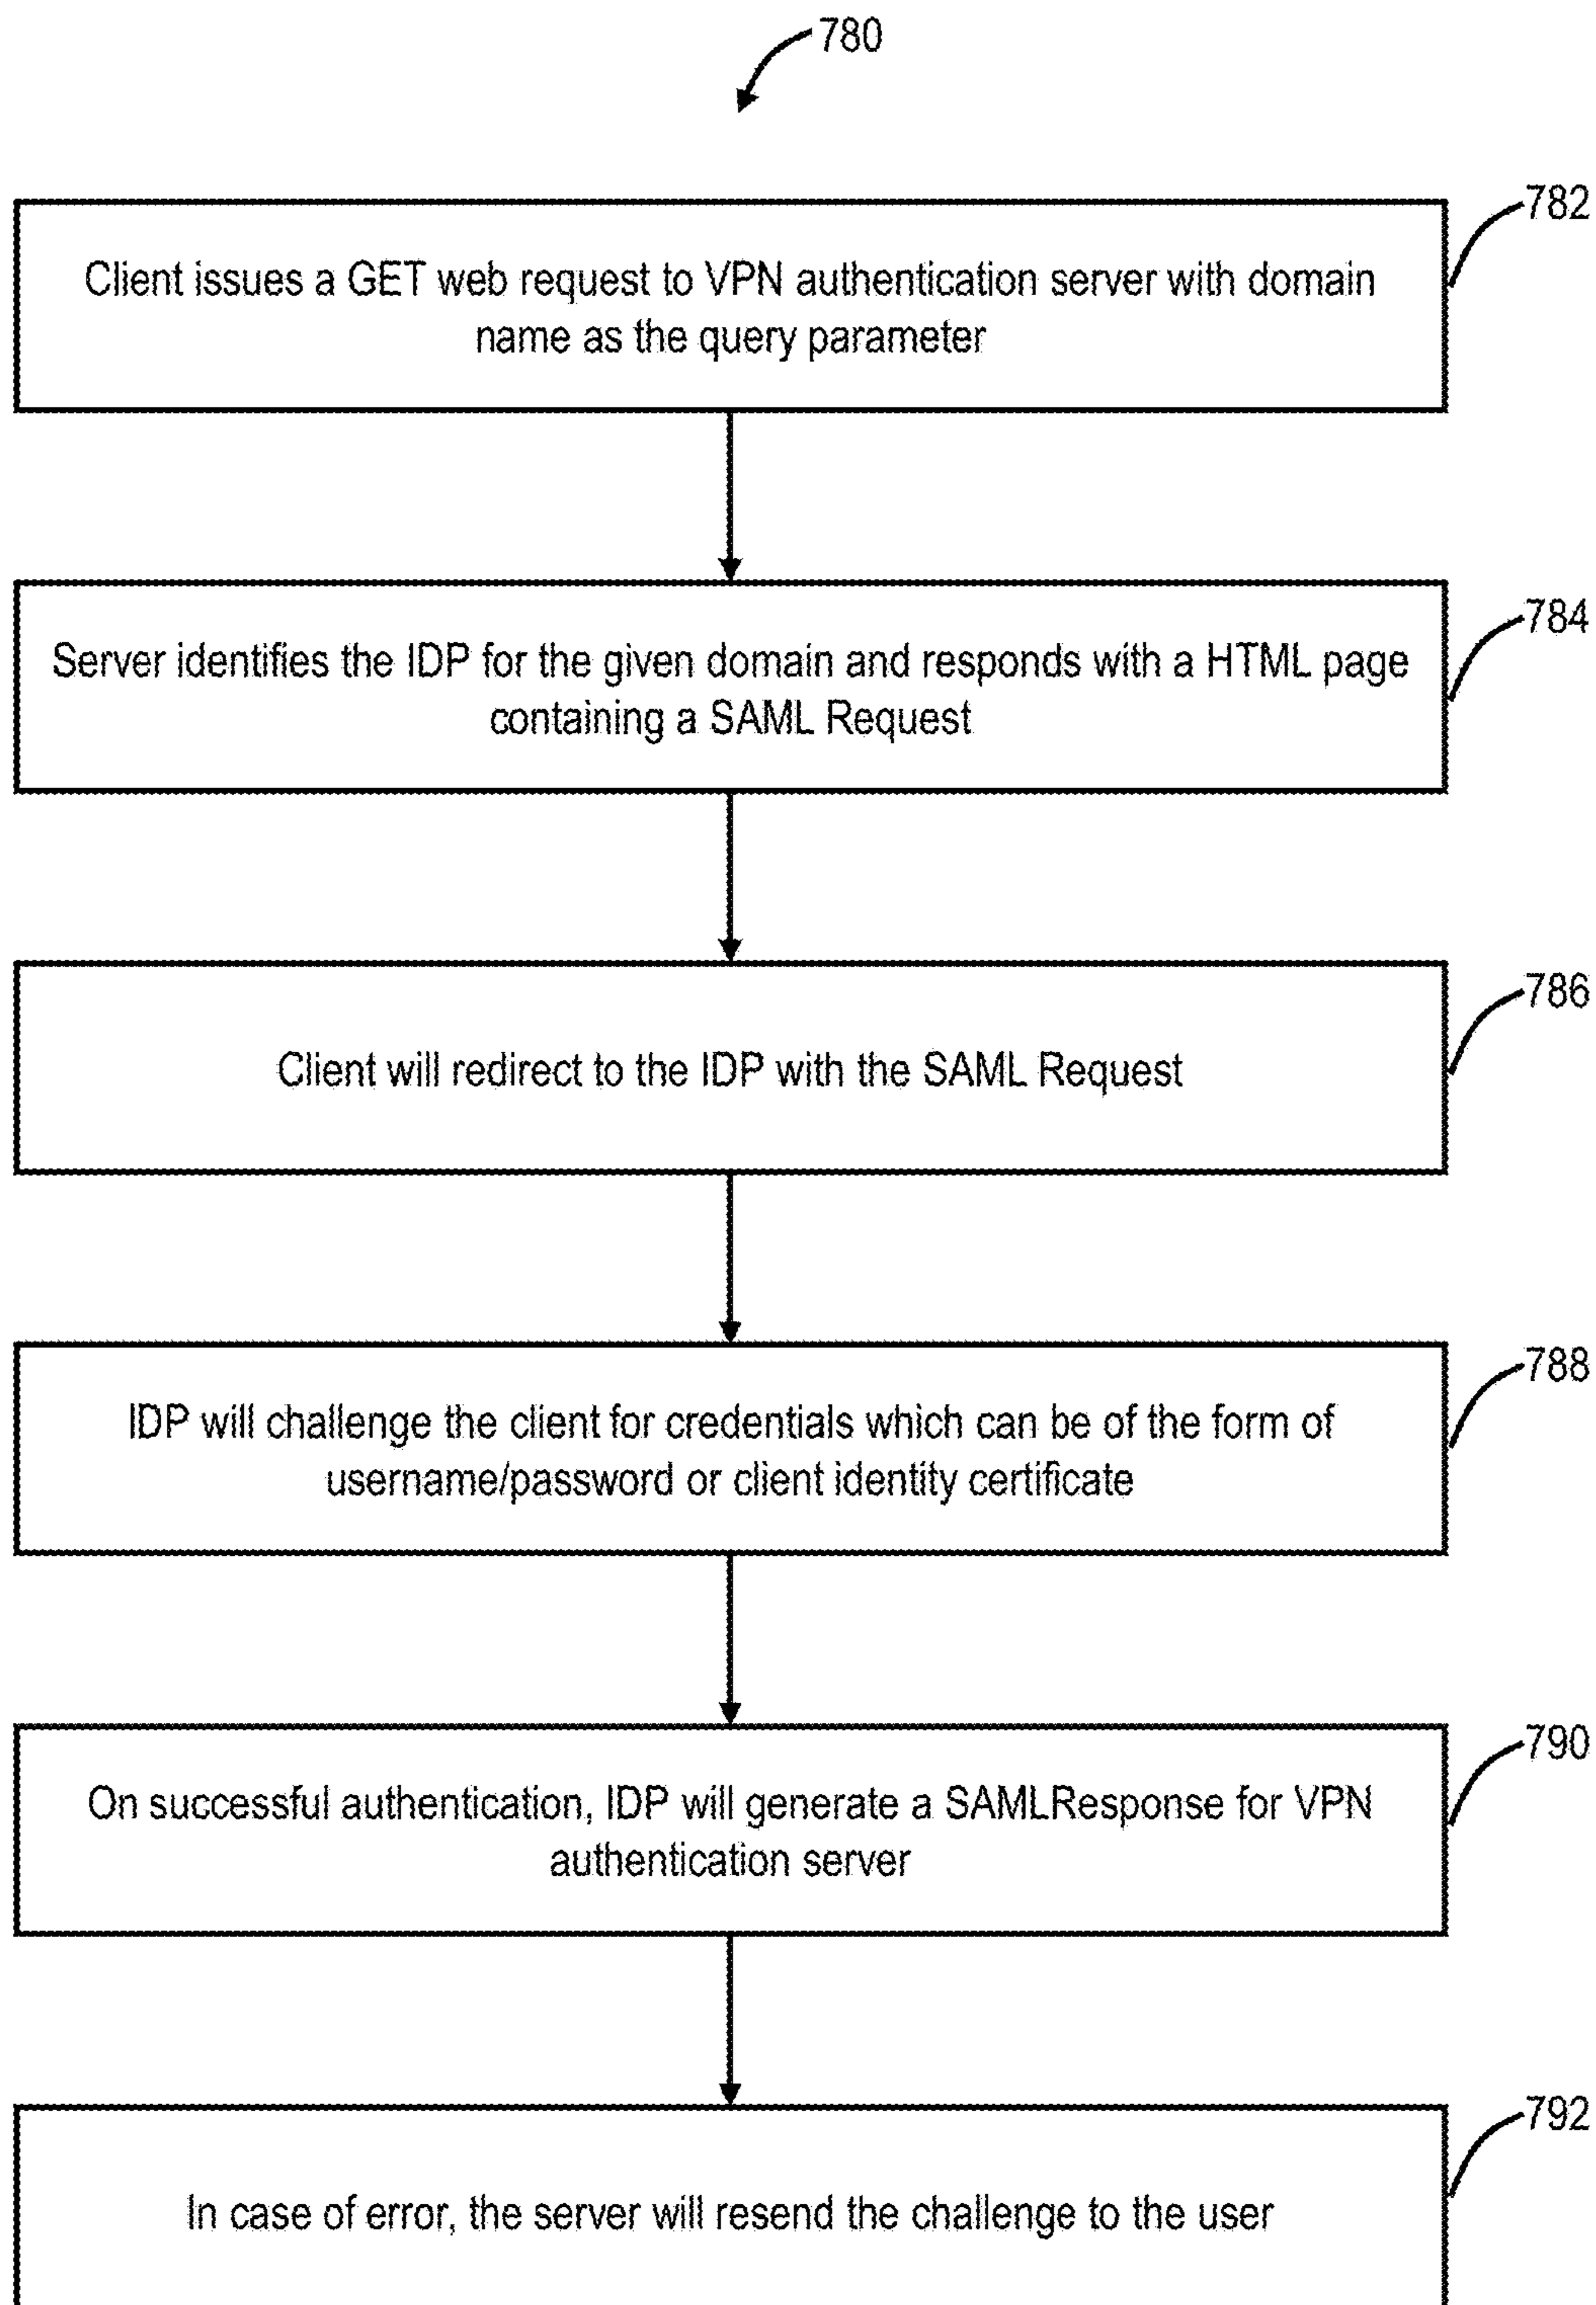 780
782
Client issues a GET web request to VPN authentication server with domain
name as the query parameter
784
Server identifies the IDP for the given domain and responds with a HTML page
containing a SAML Request
786
Client will redirect to the IDP with the SAML Request
788
IDP will challenge the client for credentials which can be of the form of
username/password or client identity certificate
790
On successful authentication, IDP will generate a SAMLResponse for VPN
authentication server
792
In case of error, the server will resend the challenge to the user